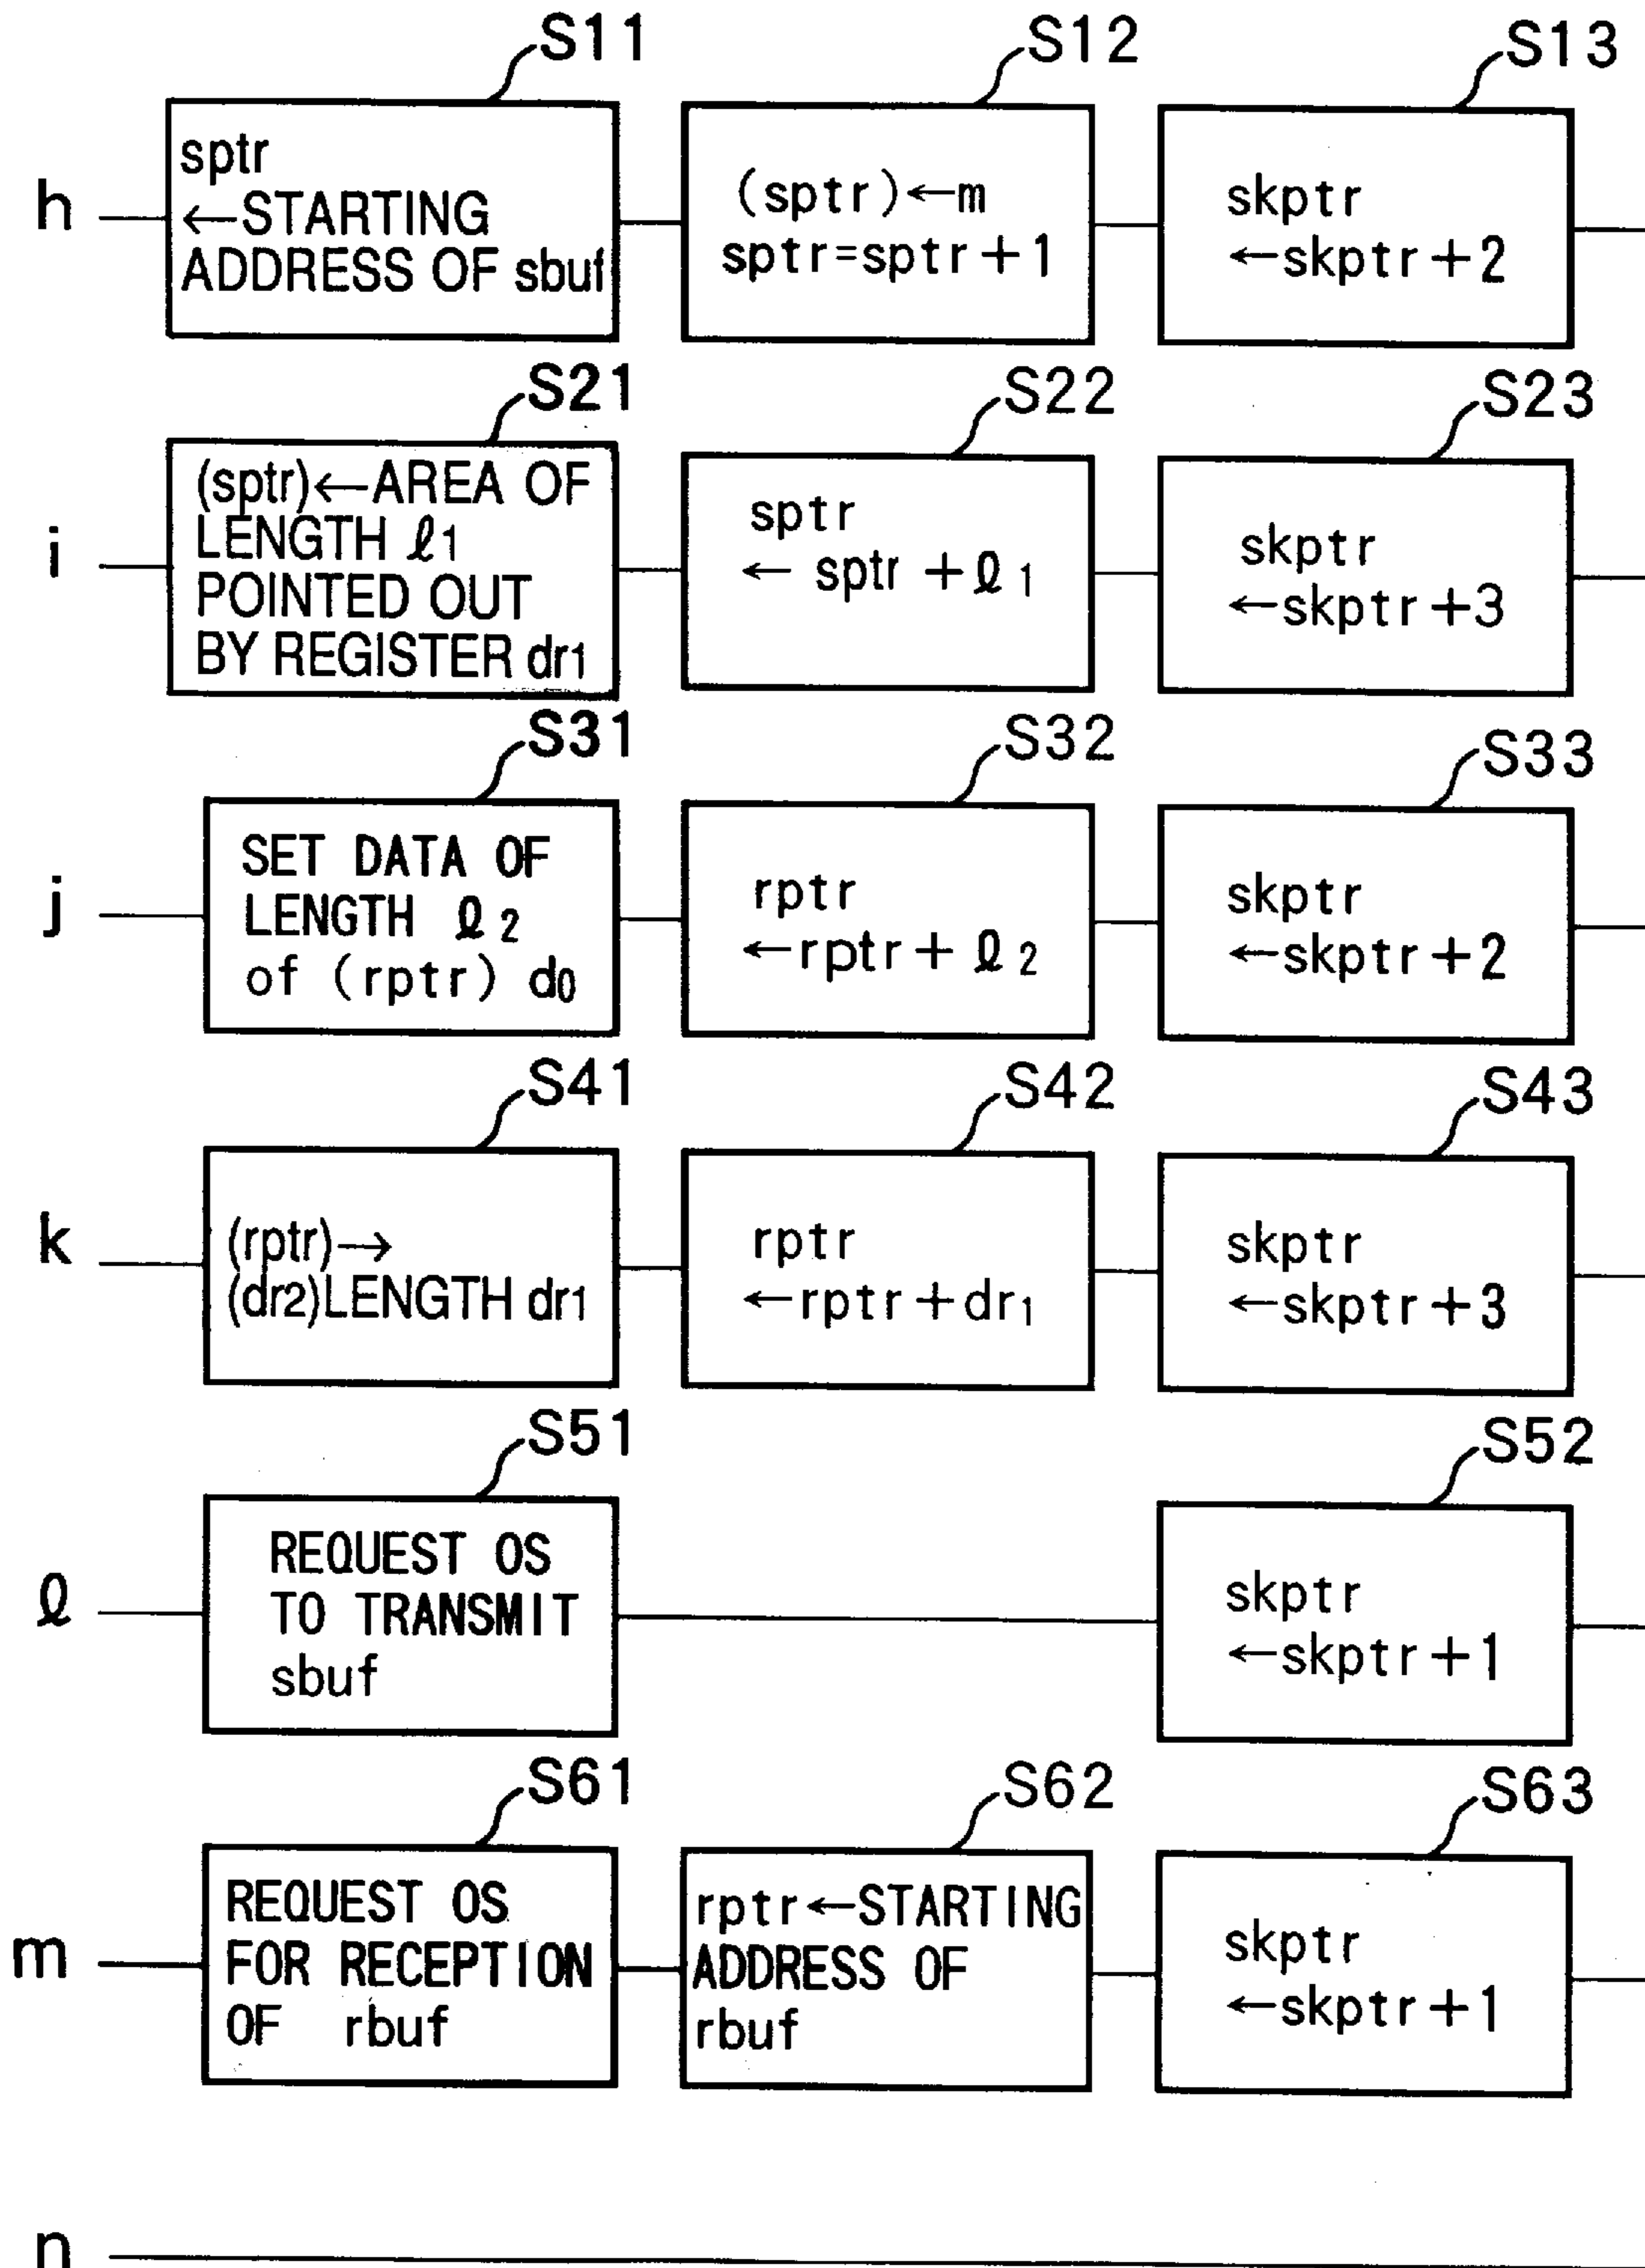 S11
S12
S13
h
sptr
←STARTING
ADDRESS OF sbuf
(sptr)←m
sptr=sptr+1
skptr
←skptr+2
S21
S22
S23
i
(sptr)←AREA OF
LENGTH ℓ1
POINTED OUT
BY REGISTER dr1
sptr
← sptr +ℓ1
skptr
←skptr+3
S31
S32
S33
j
SET DATA OF
LENGTH ℓ2
of (rptr) d0
rptr
←rptr+ ℓ2
skptr
←skptr+2
S41
S42
S43
k
(rptr)→
(dr2)LENGTH dr1
rptr
←rptr+dr1
skptr
←skptr+3
S51
S52
ℓ
REQUEST OS
TO TRANSMIT
sbuf
skptr
←skptr+1
S61
S62
S63
m
REQUEST OS
FOR RECEPTION
OF rbuf
rptr←STARTING
ADDRESS OF
rbuf
skptr
←skptr+1
n